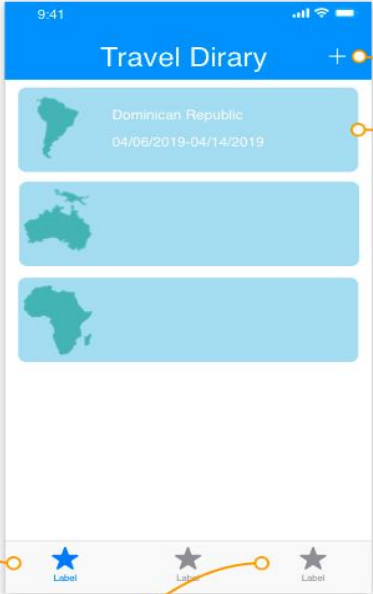 9:41
Travel Dirary
Dominican Republic
04/06/2019-04/14/2019
Label
Label
Label